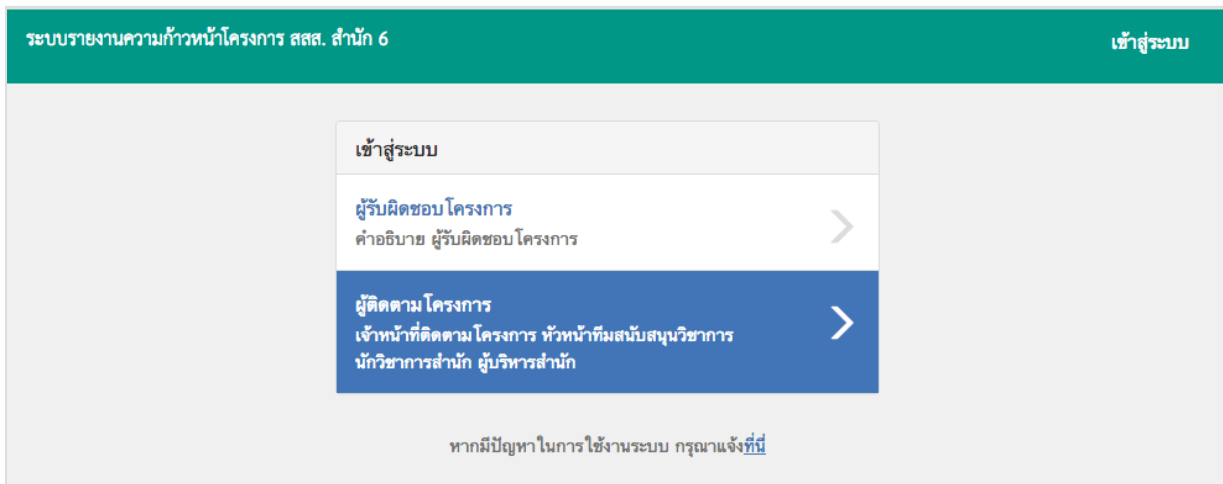 ระบบรายงานความก้าวหน้าโครงการ สสส. สำนัก 6
เข้าสู่ระบบ
เข้าสู่ระบบ
ผู้รับผิดชอบโครงการ
คำอธิบาย ผู้รับผิดชอบโครงการ
ผู้ติดตามโครงการ
เจ้าหน้าที่ติดตามโครงการ หัวหน้าทีมสนับสนุนวิชาการ
นักวิชาการสำนัก ผู้บริหารสำนัก
หากมีปัญหาในการใช้งานระบบ กรุณาแจ้งที่นี่